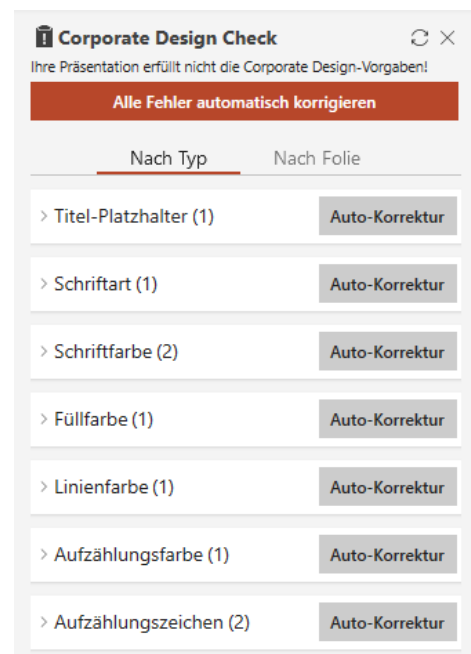 Corporate Design Check
Ihre Präsentation erfüllt nicht die Corporate Design-Vorgaben!
Alle Fehler automatisch korrigieren
Nach Typ Nach Folie
Titel-Platzhalter (1) Auto-Korrektur
Schriftart (1) Auto-Korrektur
Schriftfarbe (2) Auto-Korrektur
Füllfarbe (1) Auto-Korrektur
Linienfarbe (1) Auto-Korrektur
Aufzählungsfarbe (1) Auto-Korrektur
Aufzählungszeichen (2) Auto-Korrektur